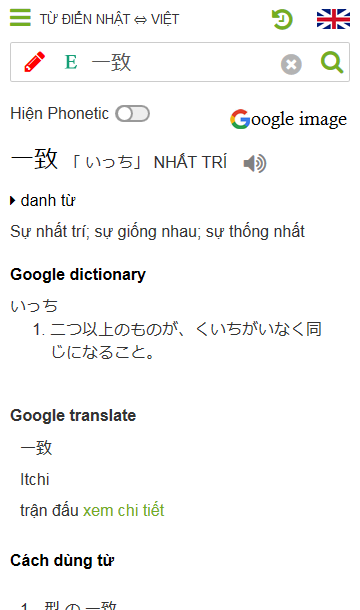 TỪ ĐIỂN NHẬT ⇔ VIỆT
E 一致
Hiện Phonetic
Google image
一致 「 いっち」 NHẤT TRÍ
danh từ
Sự nhất trí; sự giống nhau; sự thống nhất
Google dictionary
いっち
1. 二つ以上のものが、くいちがいなく同
じになること。
Google translate
一致
Itchi
trận đấu xem chi tiết
Cách dùng từ
1. 型 の 一致